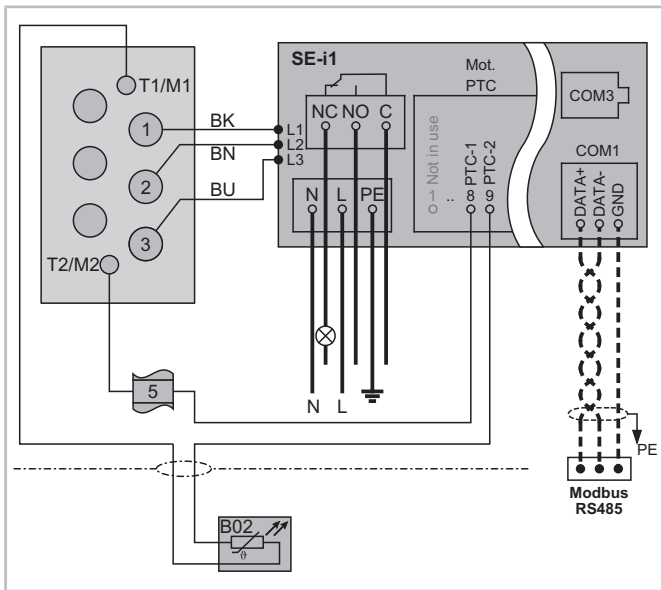 SE-i1
Mot.
PTC
COM3
T1/M1
NC NO C
1
BK
L1
BN
L2
L3
2
BU
3
N L PE
1 Not in use
..
8 PTC-1
9 PTC-2
COM1
DATA+
DATA-
GND
T2/M2
5
N L
PE
Modbus
RS485
B02
ϑ